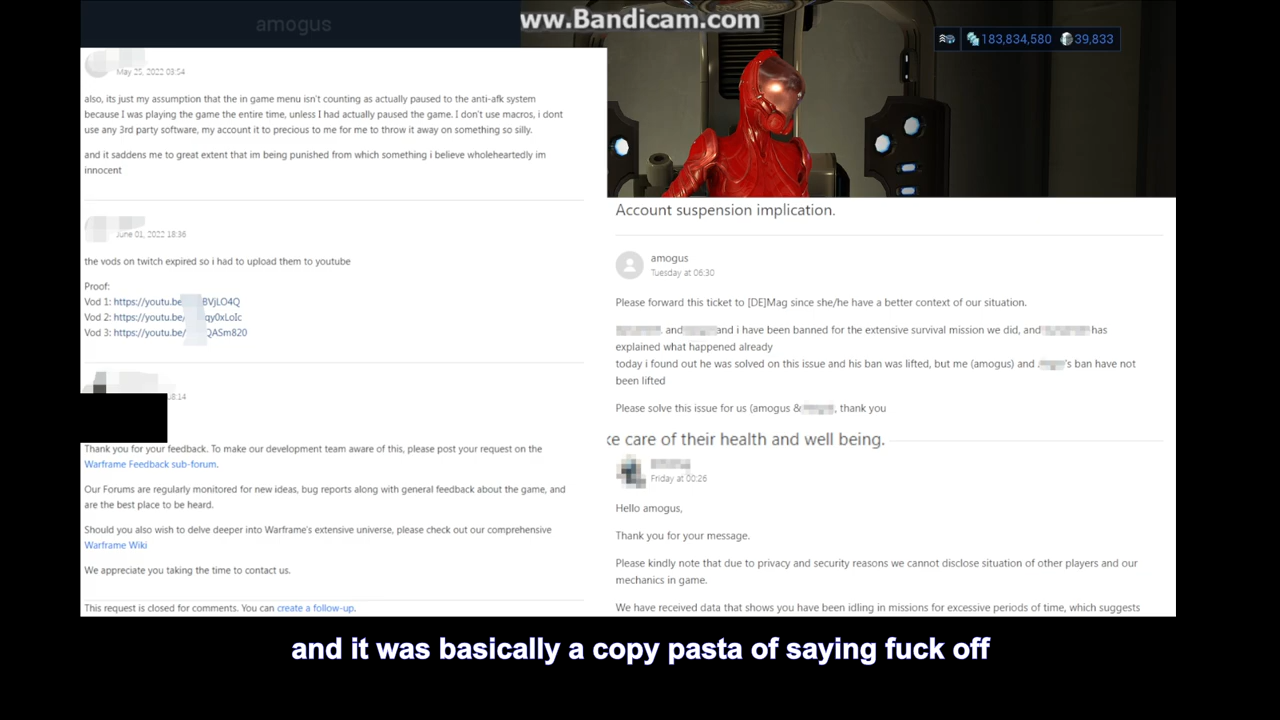 amogus
ww.Bandicam.com
183,834,580 39,833
May 25, 2022 03:54
also, its just my assumption that the in game menu isn't counting as actually paused to the anti-afk system
because I was playing the game the entire time, unless I had actually paused the game. I don't use macros, i dont
use any 3rd party software, my account it to precious to me for me to throw it away on something so silly.
and it saddens me to great extent that im being punished from which something i believe wholeheartedly im
innocent
June 01, 2022 18:36
the vods on twitch expired so i had to upload them to youtube
Proof:
Vod 1: https://youtu.be BVjLO4Q
Vod 2: https://youtu.be/ qy0xLoIc
Vod 3: https://youtu.be/ QASm820
08:14
Thank you for your feedback. To make our development team aware of this, please post your request on the
Warframe Feedback sub-forum.
Our Forums are regularly monitored for new ideas, bug reports along with general feedback about the game, and
are the best place to be heard.
Should you also wish to delve deeper into Warframe's extensive universe, please check out our comprehensive
Warframe Wiki
We appreciate you taking the time to contact us.
This request is closed for comments. You can create a follow-up.
Account suspension implication.
amogus
Tuesday at 06:30
Please forward this ticket to [DE]Mag since she/he have a better context of our situation.
, and and i have been banned for the extensive survival mission we did, and has
explained what happened already
today i found out he was solved on this issue and his ban was lifted, but me (amogus) and 's ban have not
been lifted
Please solve this issue for us (amogus & , thank you
ke care of their health and well being.
Friday at 00:26
Hello amogus,
Thank you for your message.
Please kindly note that due to privacy and security reasons we cannot disclose situation of other players and our
mechanics in game.
We have received data that shows you have been idling in missions for excessive periods of time, which suggests
and it was basically a copy pasta of saying fuck off